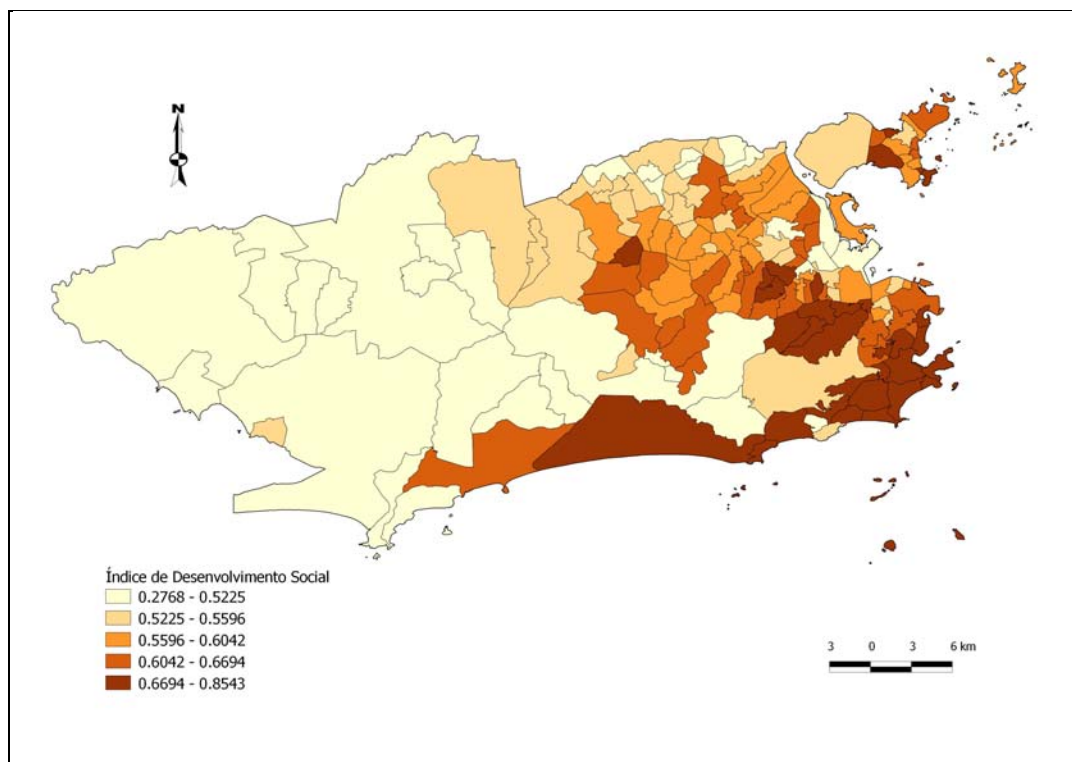 N
Índice de Desenvolvimento Social
0.2768 - 0.5225
0.5225 - 0.5596
0.5596 - 0.6042
0.6042 - 0.6694
0.6694 - 0.8543
3 0 3 6 km